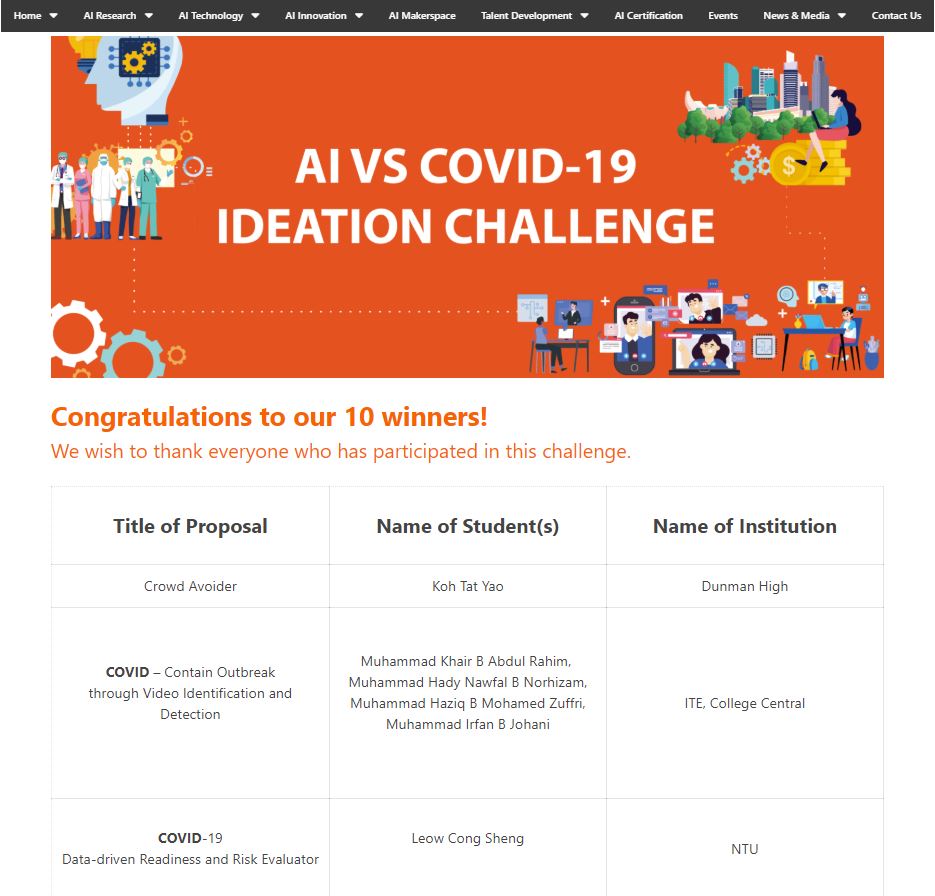 Home AI Research AI Technology AI Innovation AI Makerspace Talent Development AI Certification Events News & Media Contact Us
AI VS COVID-19
IDEATION CHALLENGE
$
Congratulations to our 10 winners!
We wish to thank everyone who has participated in this challenge.
Title of Proposal Name of Student(s) Name of Institution
Crowd Avoider Koh Tat Yao Dunman High
COVID – Contain Outbreak
through Video Identification and
Detection
Muhammad Khair B Abdul Rahim,
Muhammad Hady Nawfal B Norhizam,
Muhammad Haziq B Mohamed Zuffri,
Muhammad Irfan B Johani
ITE, College Central
COVID-19
Data-driven Readiness and Risk Evaluator
Leow Cong Sheng
NTU